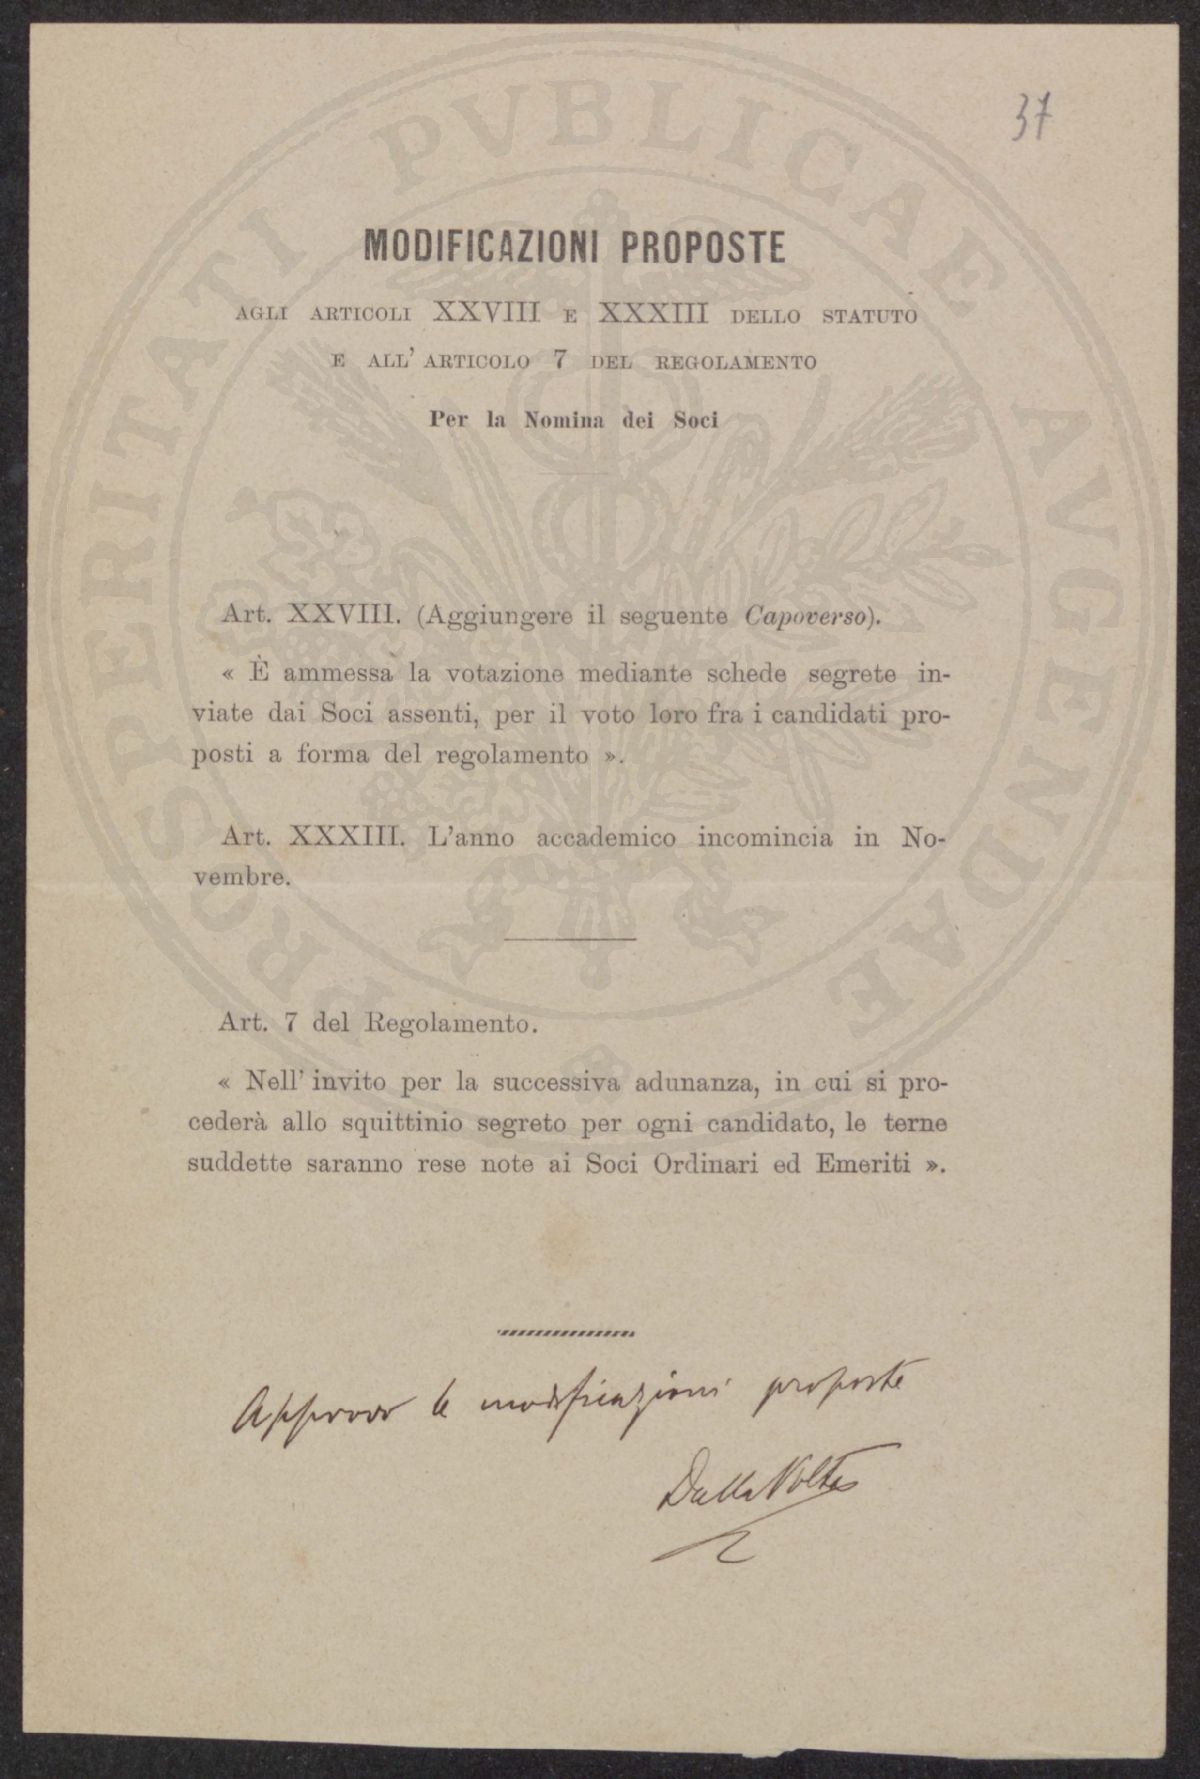 37
MODIFICAZIONI PROPOSTE
AGLI ARTICOLI XXVIII E XXXIII DELLO STATUTO
E ALL' ARTICOLO 7 DEL REGOLAMENTO
Per la Nomina dei Soci
Art. XXVIII. (Aggiungere il seguente Capoverso).
« È ammessa la votazione mediante schede segrete in-
viate dai Soci assenti, per il voto loro fra i candidati pro-
posti a forma del regolamento ».
Art. XXXIII. L'anno accademico incomincia in No-
vembre.
Art. 7 del Regolamento.
« Nell' invito per la successiva adunanza, in cui si pro-
cederà allo squittinio segreto per ogni candidato, le terne
suddette saranno rese note ai Soci Ordinari ed Emeriti ».
Approvo le modificazioni proposte
Dalla Volta
PROSPERITATI PVBLICAE AVGENDAE